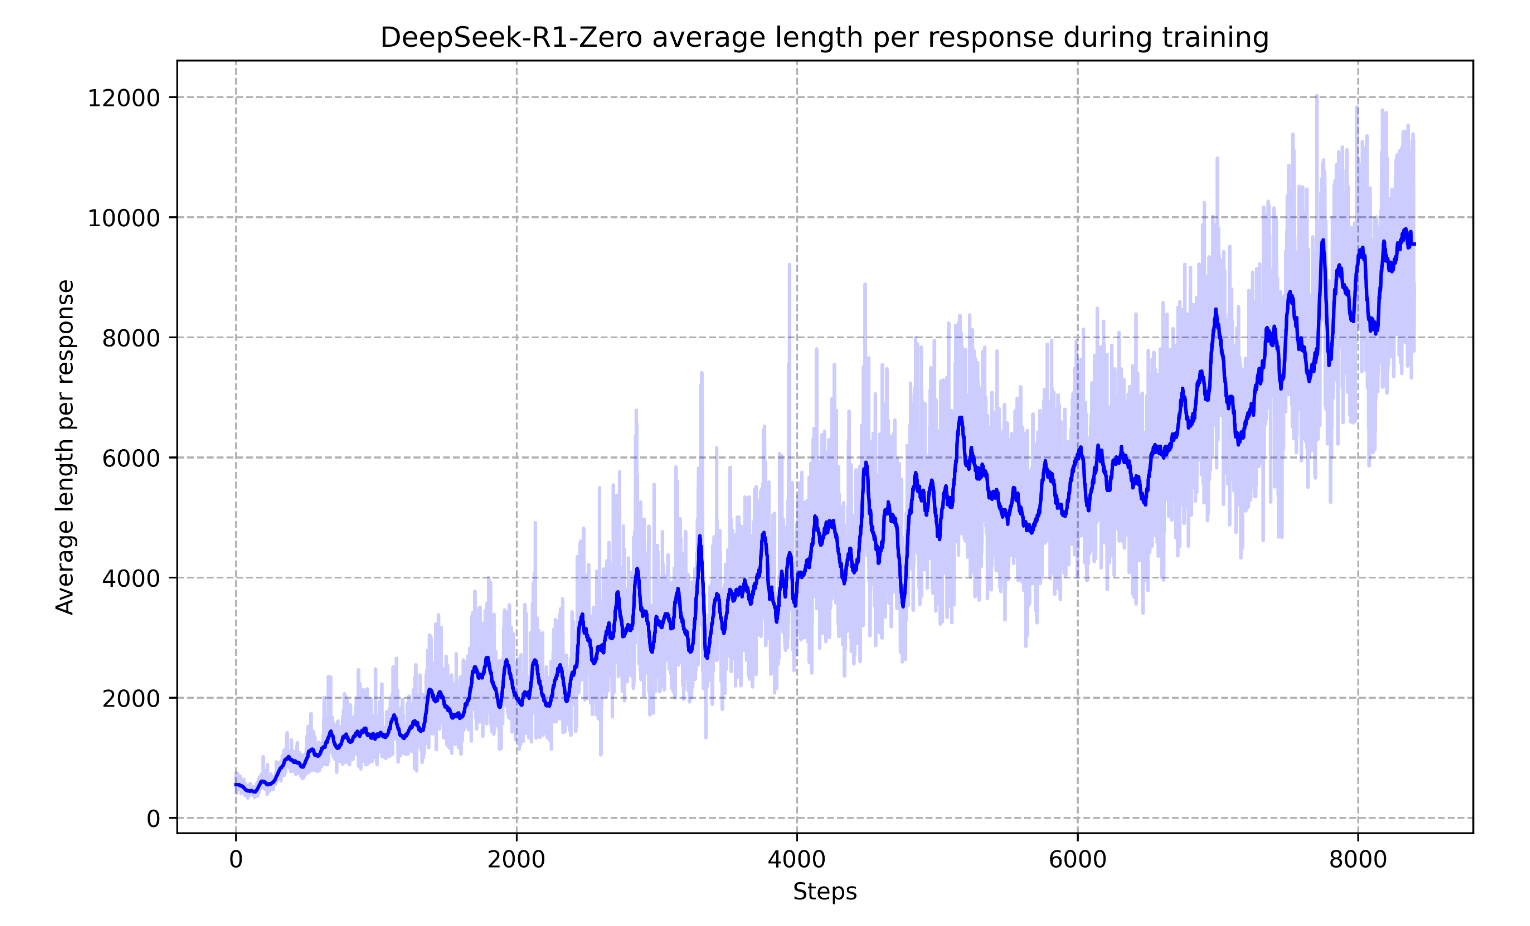 DeepSeek-R1-Zero average length per response during training
12000
10000
8000
6000
4000
2000
0
Average length per response
0 2000 4000 6000 8000
Steps